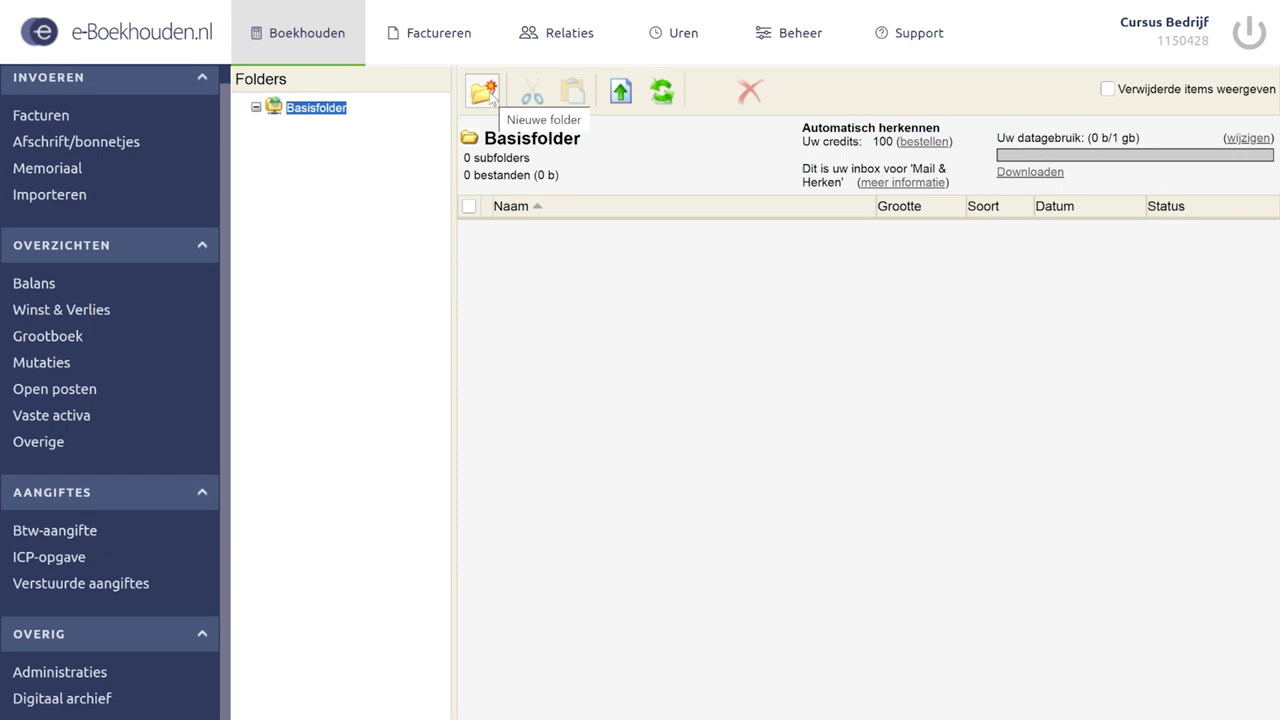 e-Boekhouden.nl
Boekhouden
Factureren
Relaties
Uren
Beheer
Support
Cursus Bedrijf
1150428
INVOEREN
Facturen
Afschrift/bonnetjes
Memoriaal
Importeren
OVERZICHTEN
Balans
Winst & Verlies
Grootboek
Mutaties
Open posten
Vaste activa
Overige
AANGIFTES
Btw-aangifte
ICP-opgave
Verstuurde aangiftes
OVERIG
Administraties
Digitaal archief
Folders
Basisfolder
Nieuwe folder
Verwijderde items weergeven
Basisfolder
0 subfolders
0 bestanden (0 b)
Automatisch herkennen
Uw credits: 100 (bestellen)
Dit is uw inbox voor 'Mail &
Herken' (meer informatie)
Uw datagebruik: (0 b/1 gb) (wijzigen)
Downloaden
Naam Grootte Soort Datum Status